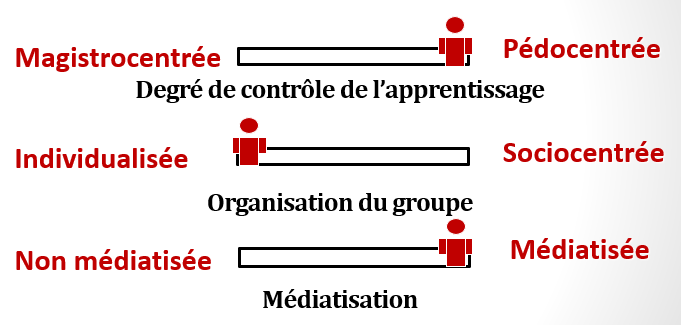 Magistrocentrée
Pédocentrée
Degré de contrôle de l’apprentissage
Individualisée
Sociocentrée
Organisation du groupe
Non médiatisée
Médiatisée
Médiatisation